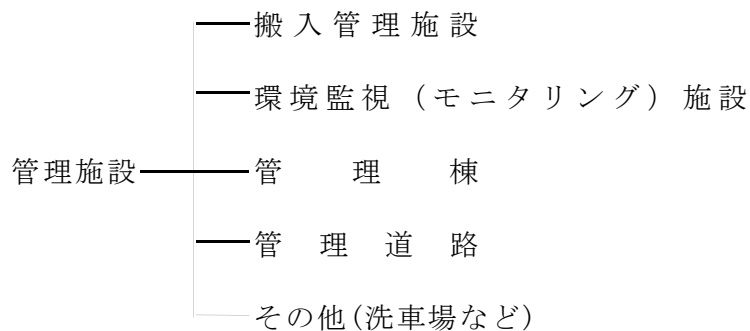 搬入管理施設
環境監視（モニタリング）施設
管理施設
管理棟
管理道路
その他(洗車場など)